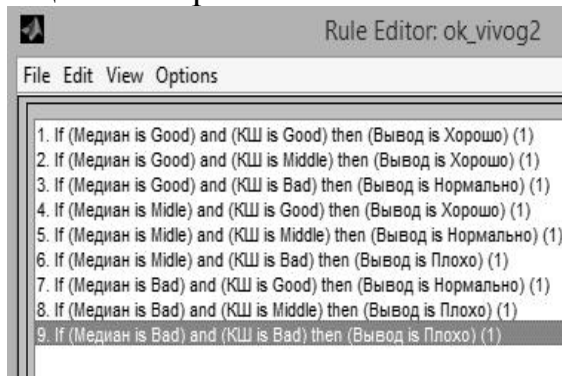 Rule Editor: ok_vivog2
File Edit View Options
1. If (Медиан is Good) and (КШ is Good) then (Вывод is Хорошо) (1)
2. If (Медиан is Good) and (КШ is Middle) then (Вывод is Хорошо) (1)
3. If (Медиан is Good) and (КШ is Bad) then (Вывод is Нормально) (1)
4. If (Медиан is Midle) and (КШ is Good) then (Вывод is Хорошо) (1)
5. If (Медиан is Midle) and (КШ is Middle) then (Вывод is Нормально) (1)
6. If (Медиан is Midle) and (КШ is Bad) then (Вывод is Плохо) (1)
7. If (Медиан is Bad) and (КШ is Good) then (Вывод is Нормально) (1)
8. If (Медиан is Bad) and (КШ is Middle) then (Вывод is Плохо) (1)
9. If (Медиан is Bad) and (КШ is Bad) then (Вывод is Плохо) (1)